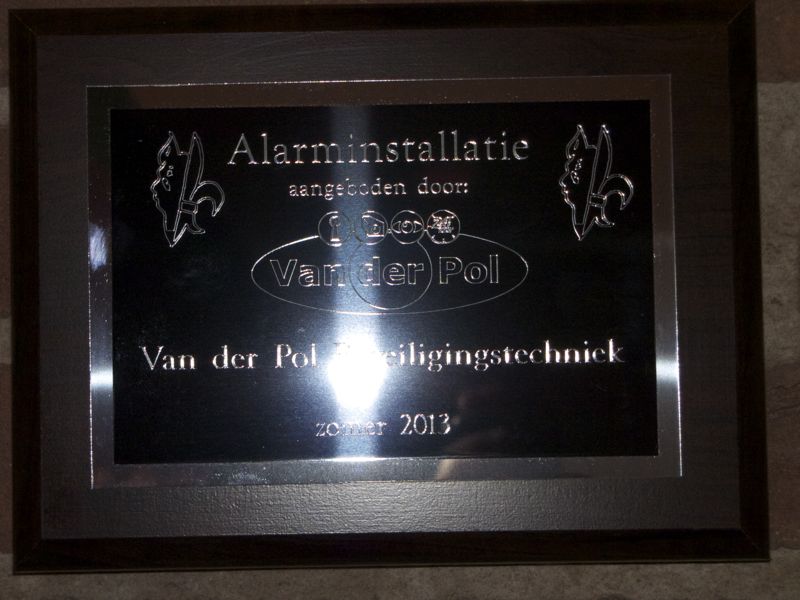 Alarminstallatie
aangeboden door:
Van der Pol
Van der Pol Beveiligingstechniek
zomer 2013